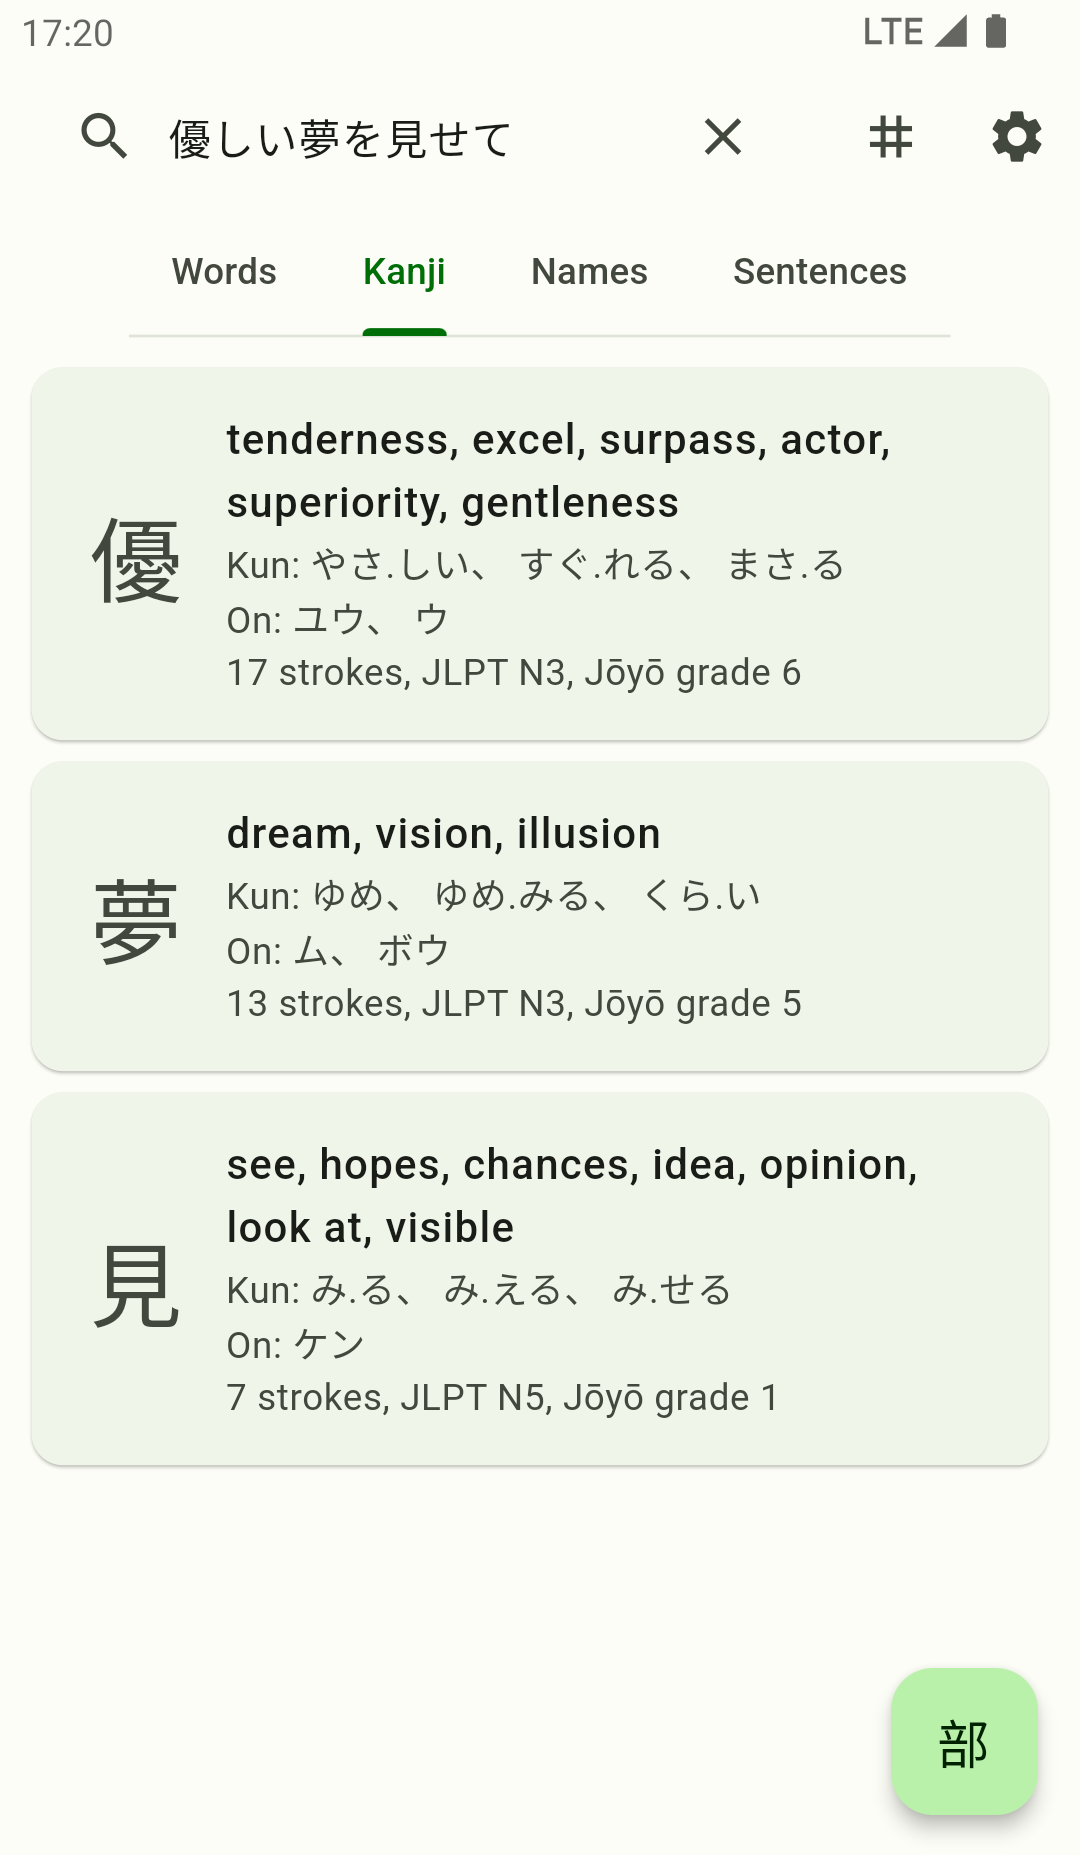 17:20 LTE
優しい夢を見せて
Words Kanji Names Sentences
優
tenderness, excel, surpass, actor,
superiority, gentleness
Kun: やさ.しい、 すぐ.れる、 まさ.る
On: ユウ、 ウ
17 strokes, JLPT N3, Jōyō grade 6
夢
dream, vision, illusion
Kun: ゆめ、 ゆめ.みる、 くら.い
On: ム、 ボウ
13 strokes, JLPT N3, Jōyō grade 5
見
see, hopes, chances, idea, opinion,
look at, visible
Kun: み.る、 み.える、 み.せる
On: ケン
7 strokes, JLPT N5, Jōyō grade 1
部